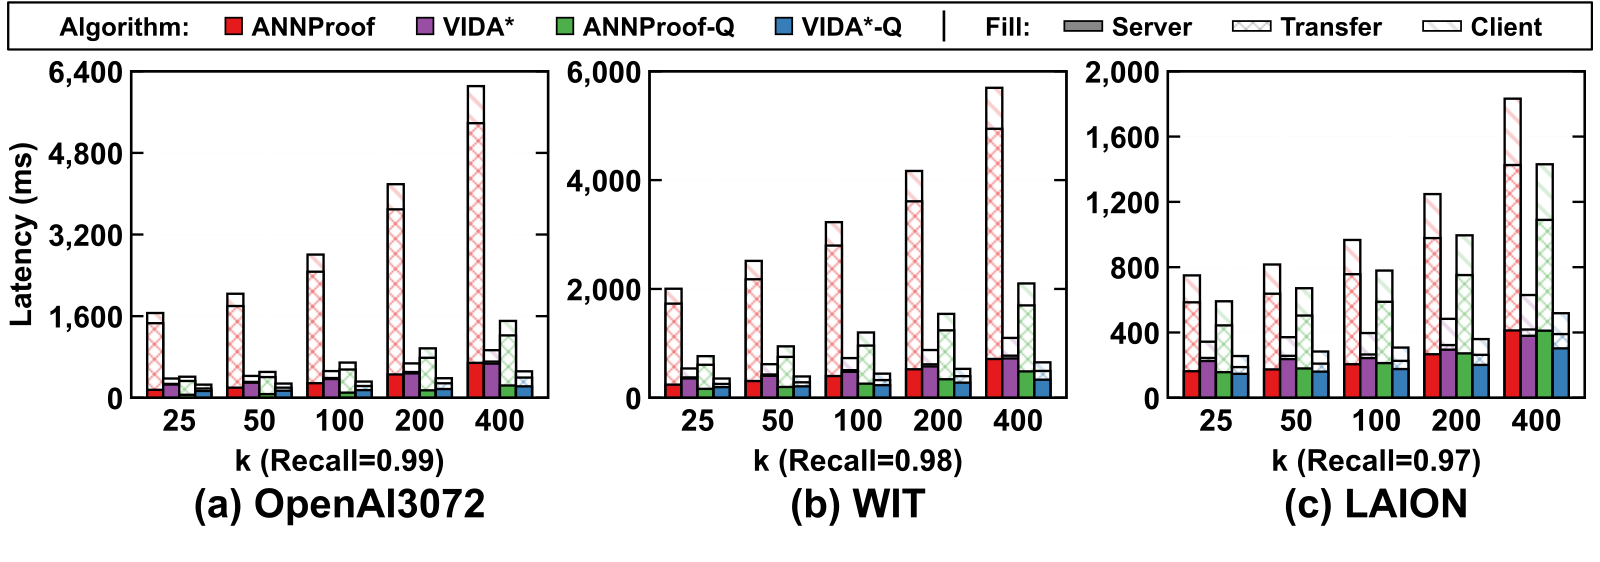 Algorithm: ANNProof VIDA* ANNProof-Q VIDA*-Q Fill: Server Transfer Client
Latency (ms)
6,400
4,800
3,200
1,600
0
25 50 100 200 400
k (Recall=0.99)
(a) OpenAI3072
6,000
4,000
2,000
0
25 50 100 200 400
k (Recall=0.98)
(b) WIT
2,000
1,600
1,200
800
400
0
25 50 100 200 400
k (Recall=0.97)
(c) LAION